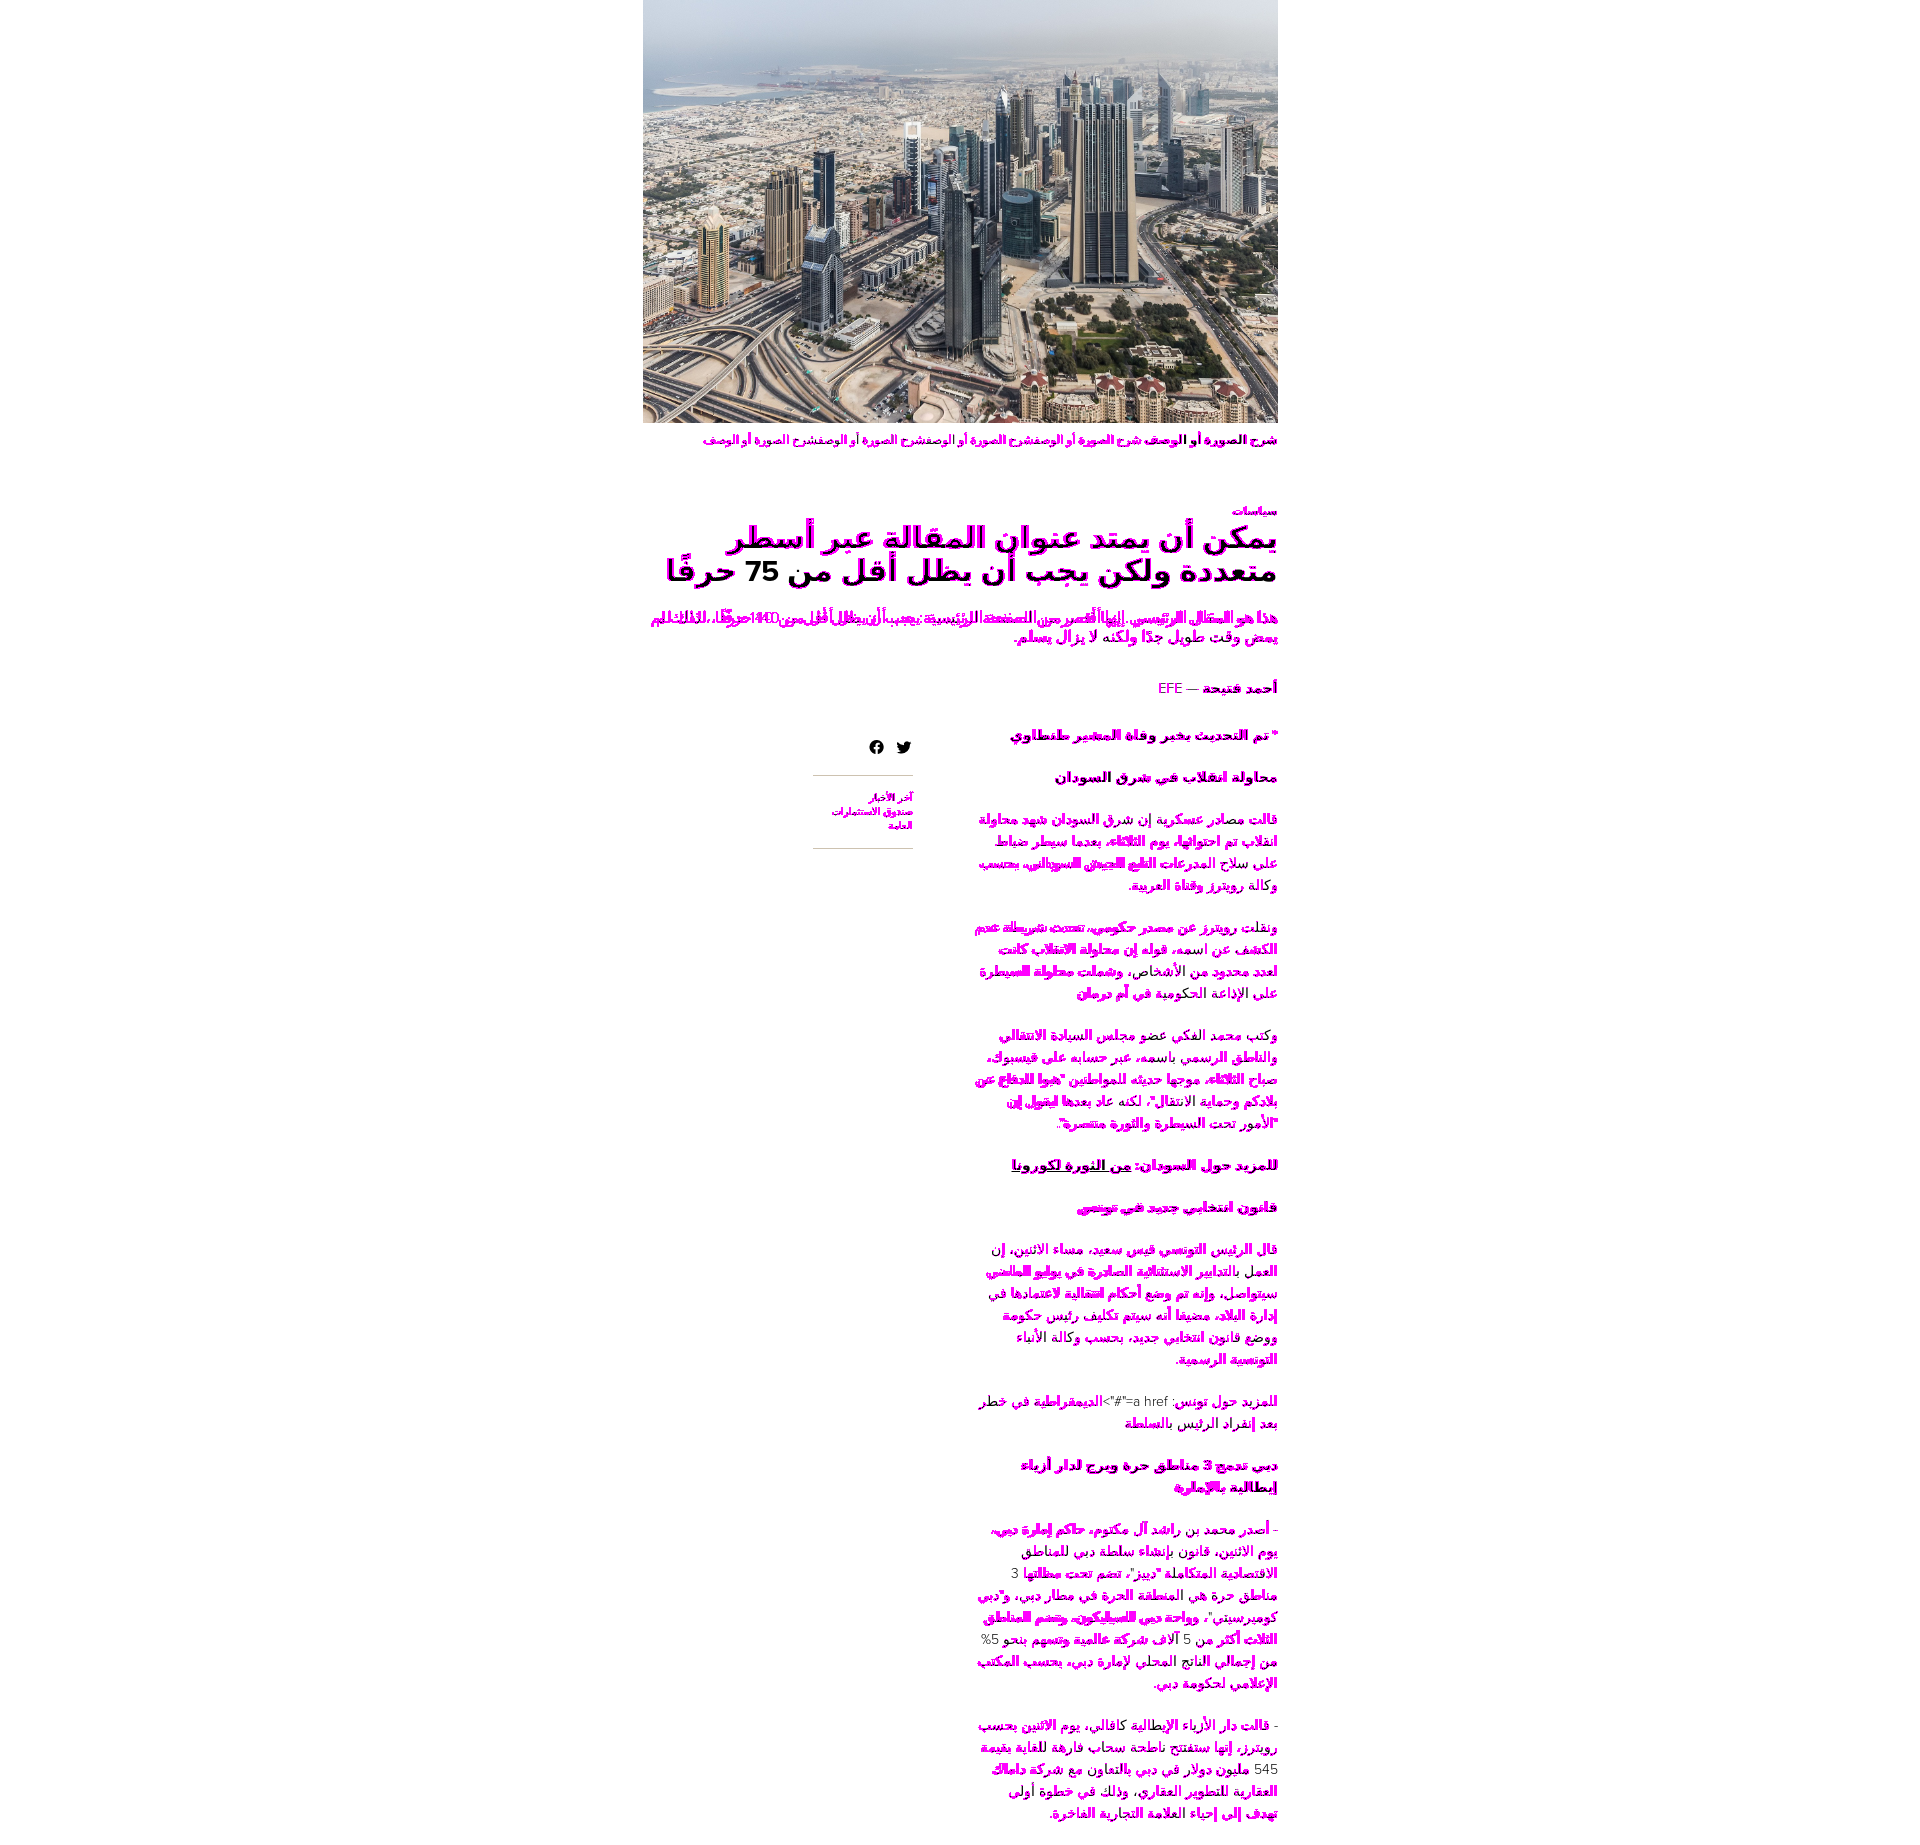 شرح الصورة أو الوصف شرح الصورة أو الوصفشرح الصورة أو الوصفشرح الصورة أو الوصفشرح الصورة أو الوصف
سياسات
يمكن أن يمتد عنوان المقالة عبر أسطر
متعددة ولكن يجب أن يظل أقل من 75 حرفًا
هذا هو المقال الرئيسي. إنها أقصر من الصفحة الرئيسية: يجب أن يظل أقل من 140 حرفًا، لذلك لم
يمض وقت طويل جدًا ولكنه لا يزال يسلم.
أحمد فتيحة — EFE
* تم التحديث بخبر وفاة المشير طنطاوي
محاولة انقلاب في شرق السودان
قالت مصادر عسكرية إن شرق السودان شهد محاولة
انقلاب تم احتوائها، يوم الثلاثاء، بعدما سيطر ضباط
على سلاح المدرعات التابع للجيش السوداني، بحسب
وكالة رويترز وقناة العربية.
ونقلت رويترز عن مصدر حكومي، تحدث شريطة عدم
الكشف عن اسمه، قوله إن محاولة الانقلاب كانت
لعدد محدود من الأشخاص، وشملت محاولة للسيطرة
على الإذاعة الحكومية في أم درمان
وكتب محمد الفكي عضو مجلس السيادة الانتقالي
والناطق الرسمي باسمه، عبر حسابه على فيسبوك،
صباح الثلاثاء، موجها حديثه للمواطنين "هبوا للدفاع عن
بلادكم وحماية الانتقال"، لكنه عاد بعدها ليقول إن
"الأمور تحت السيطرة والثورة منتصرة".
للمزيد حول السودان: من الثورة لكورونا
قانون انتخابي جديد في تونس
قال الرئيس التونسي قيس سعيد، مساء الاثنين، إن
العمل بالتدابير الاستثنائية الصادرة في يوليو الماضي
سيتواصل، وإنه تم وضع أحكام انتقالية لاعتمادها في
إدارة البلاد، مضيفا أنه سيتم تكليف رئيس حكومة
ووضع قانون انتخابي جديد، بحسب وكالة الأنباء
التونسية الرسمية.
للمزيد حول تونس: a href="#">الديمقراطية في خطر
بعد إنفراد الرئيس بالسلطة
دبي تدمج 3 مناطق حرة وبرج لدار أزياء
إيطالية بالإمارة
- أصدر محمد بن راشد آل مكتوم، حاكم إمارة دبي،
يوم الاثنين، قانون بإنشاء سلطة دبي للمناطق
الاقتصادية المتكاملة "دييز"، تضم تحت مظلتها 3
مناطق حرة هي المنطقة الحرة في مطار دبي، و"دبي
كوميرسيتي"، وواحة دبي للسيليكون، وتضم المناطق
الثلاث أكثر من 5 آلاف شركة عالمية وتسهم بنحو 5%
من إجمالي الناتج المحلي لإمارة دبي، بحسب المكتب
الإعلامي لحكومة دبي.
- قالت دار الأزياء الإيطالية كافالي، يوم الاثنين بحسب
رويترز، إنها ستفتتح ناطحة سحاب فارهة للغاية بقيمة
545 مليون دولار في دبي بالتعاون مع شركة داماك
العقارية للتطوير العقاري، وذلك في خطوة أولى
تهدف إلى إحياء العلامة التجارية الفاخرة.
آخر الأخبار
صندوق الاستثمارات
العامة